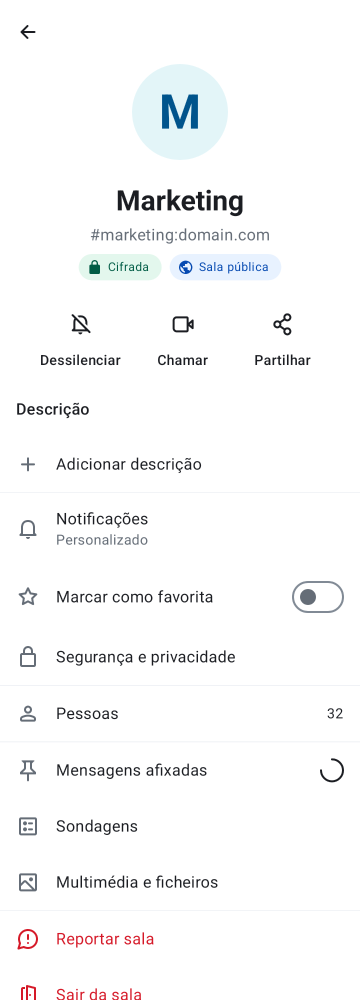 M
Marketing
#marketing:domain.com
Cifrada
Sala pública
Dessilenciar
Chamar
Partilhar
Descrição
Adicionar descrição
Notificações
Personalizado
Marcar como favorita
Segurança e privacidade
Pessoas
32
Mensagens afixadas
Sondagens
Multimédia e ficheiros
Reportar sala
Sair da sala